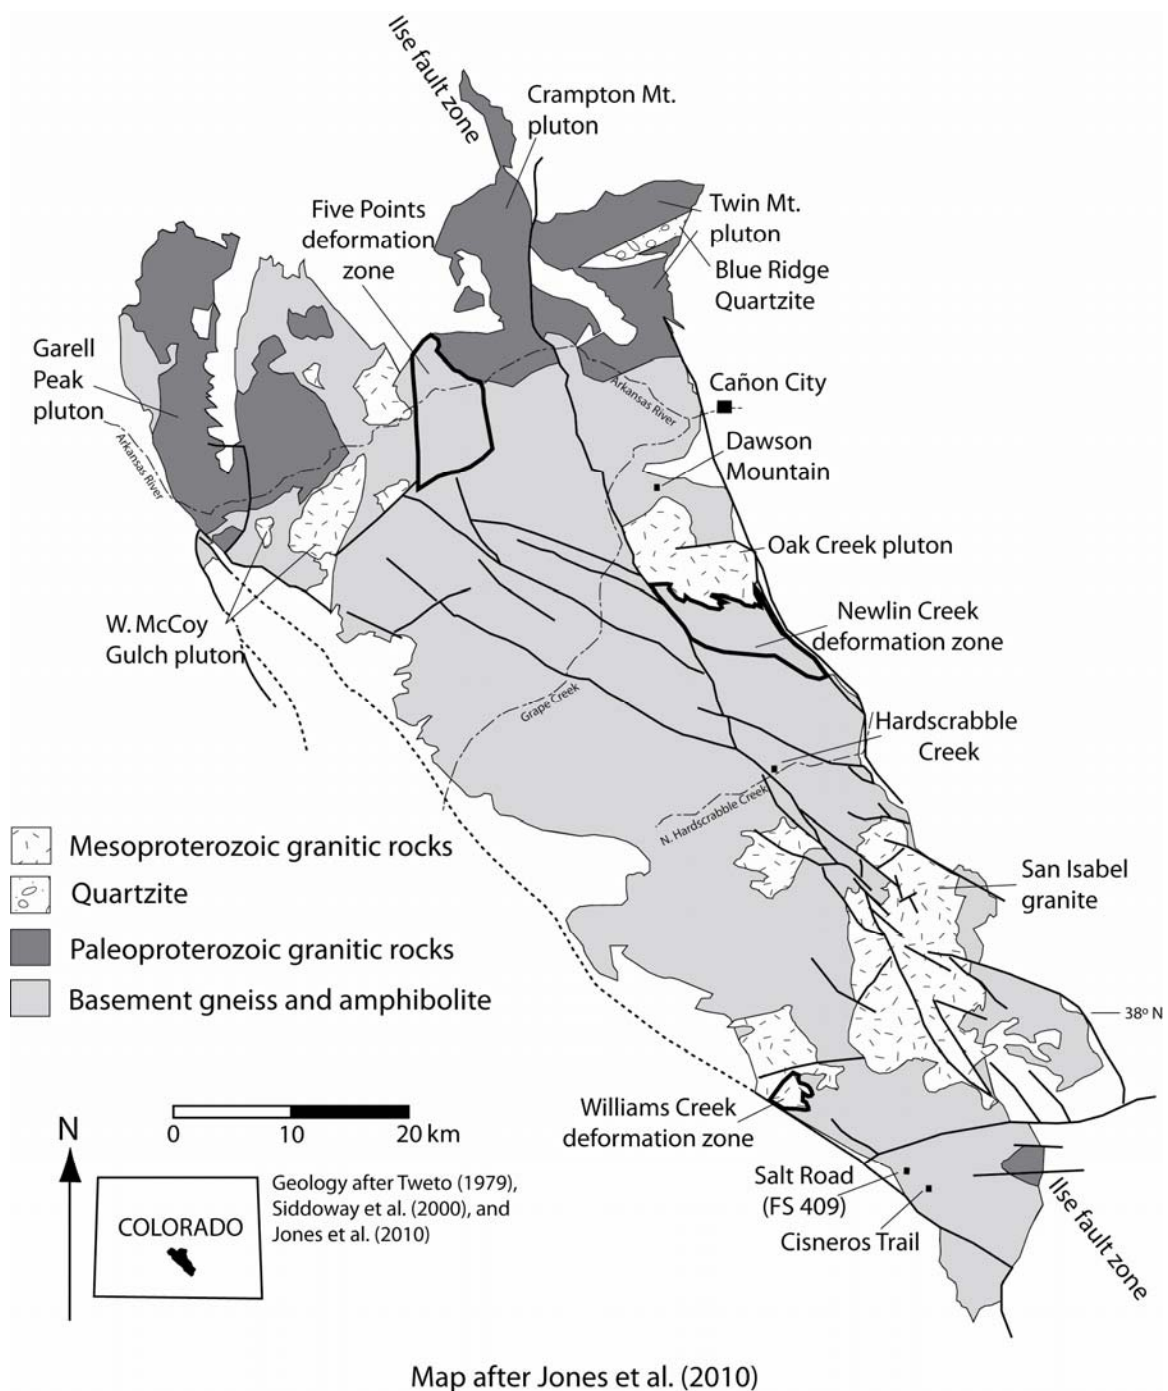 Ilse fault zone
Crampton Mt.
pluton
Five Points
deformation
zone
Twin Mt.
pluton
Blue Ridge
Quartzite
Garell
Peak
pluton
Arkansas River
Cañon City
Arkansas River
Dawson
Mountain
Oak Creek pluton
Newlin Creek
deformation zone
W. McCoy
Gulch pluton
Grape Creek
Hardscrabble
Creek
N. Hardscrabble Creek
Mesoproterozoic granitic rocks
Quartzite
Paleoproterozoic granitic rocks
Basement gneiss and amphibolite
San Isabel
granite
38º N
Williams Creek
deformation zone
N
0 10 20 km
Geology after Tweto (1979),
Siddoway et al. (2000), and
Jones et al. (2010)
COLORADO
Salt Road
(FS 409)
Cisneros Trail
Ilse fault zone
Map after Jones et al. (2010)